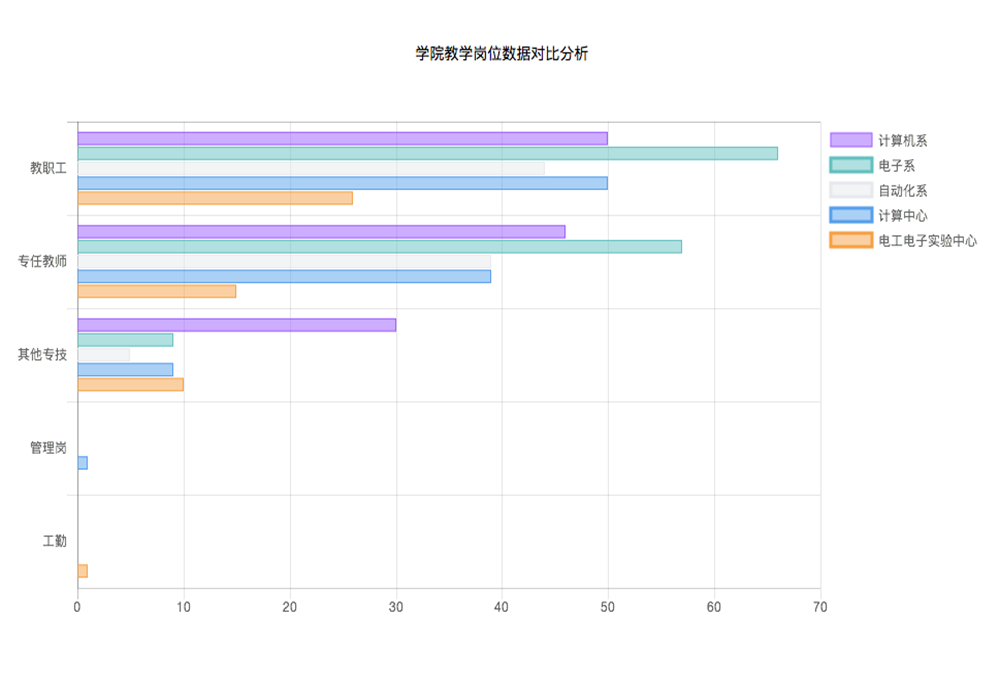 学院教学岗位数据对比分析
计算机系
电子系
自动化系
计算中心
电工电子实验中心
教职工
专任教师
其他专技
管理岗
工勤
0 10 20 30 40 50 60 70